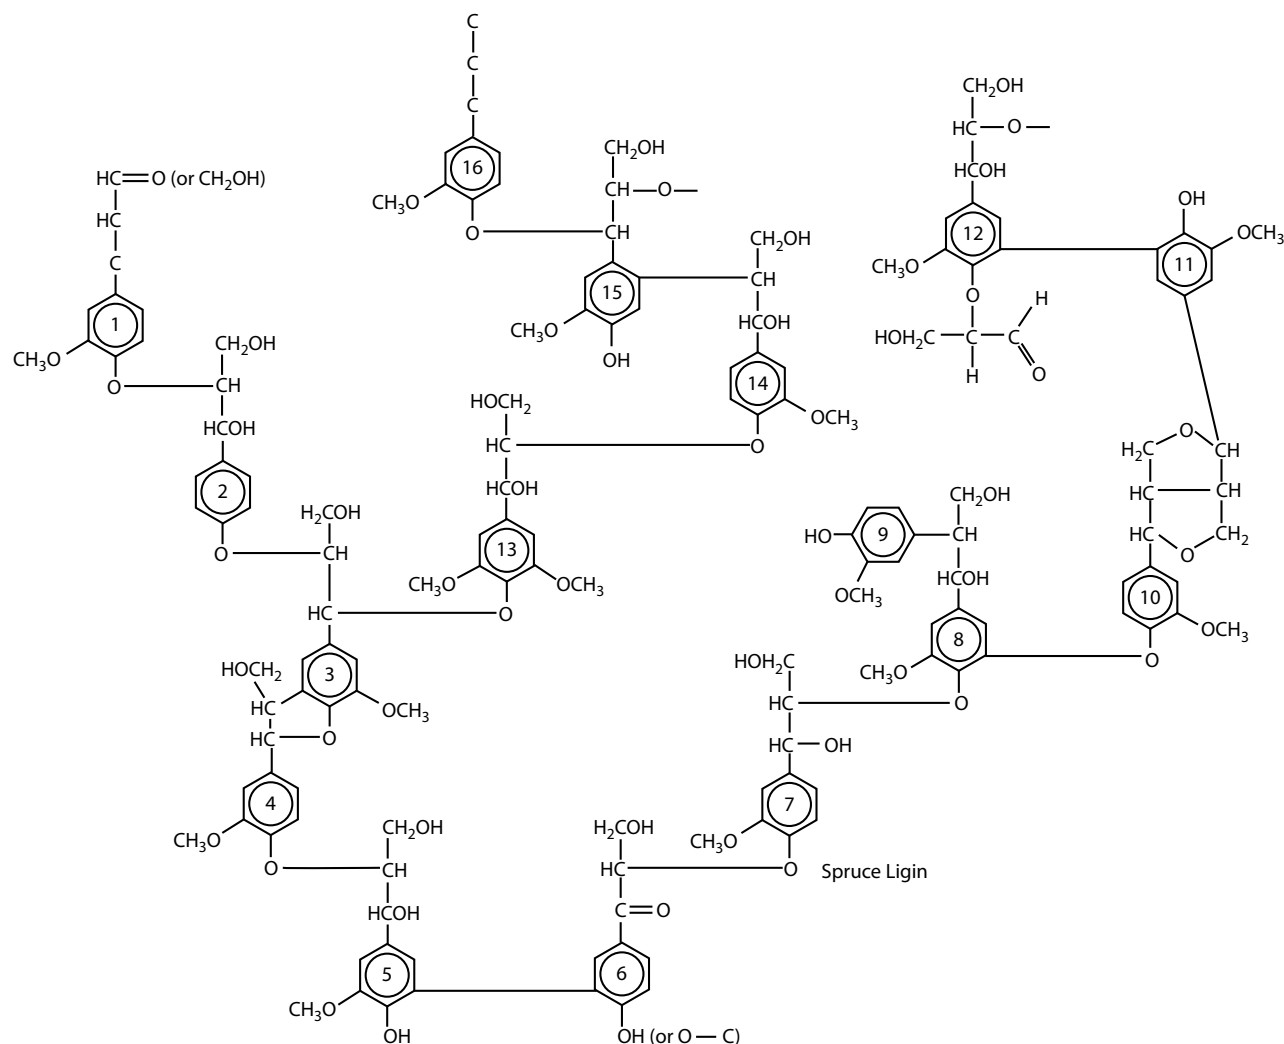 C
C
C
16
CH₃O
O
CH₂OH
CH—O—
CH
15
CH₃O
OH
CH₂OH
CH
HCOH
14
OCH₃
O
CH₂OH
HC—O—
HCOH
12
CH₃O
O
HOH₂C
C
H
C
H
O
OH
OCH₃
11
HC=O (or CH₂OH)
HC
C
1
CH₃O
O
CH₂OH
CH
HCOH
2
O
H₂COH
CH
HC
3
OCH₃
O
HOCH₂
HC
HC
HOCH₂
HC
HCOH
13
CH₃O
OCH₃
O
4
CH₃O
O
CH₂OH
CH
HCOH
5
CH₃O
OH
H₂COH
HC
C=O
6
OH (or O—C)
HOH₂C
HC
HC—OH
7
CH₃O
O
Spruce Ligin
HO
9
OCH₃
CH₂OH
CH
HCOH
8
CH₃O
O
H₂C
O
CH
HC
CH
HC
O
CH₂
10
OCH₃
O